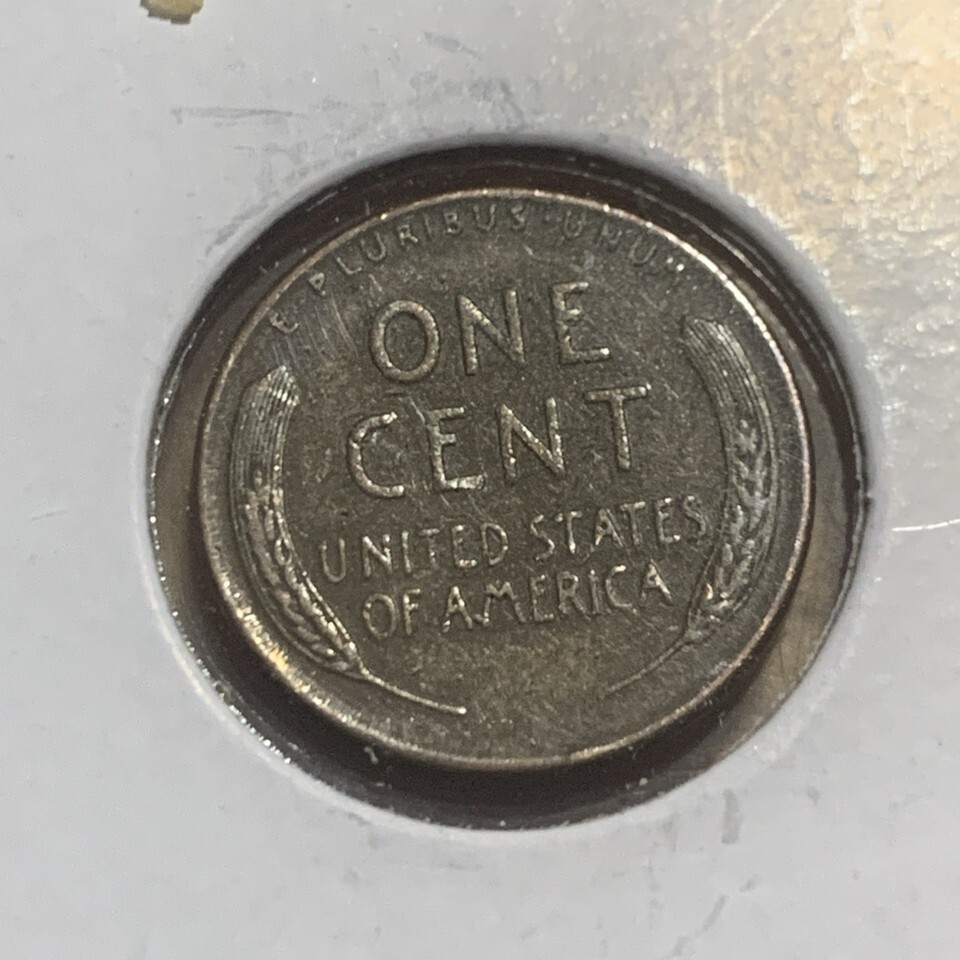 E PLURIBUS UNUM
ONE
CENT
UNITED STATES
OF AMERICA